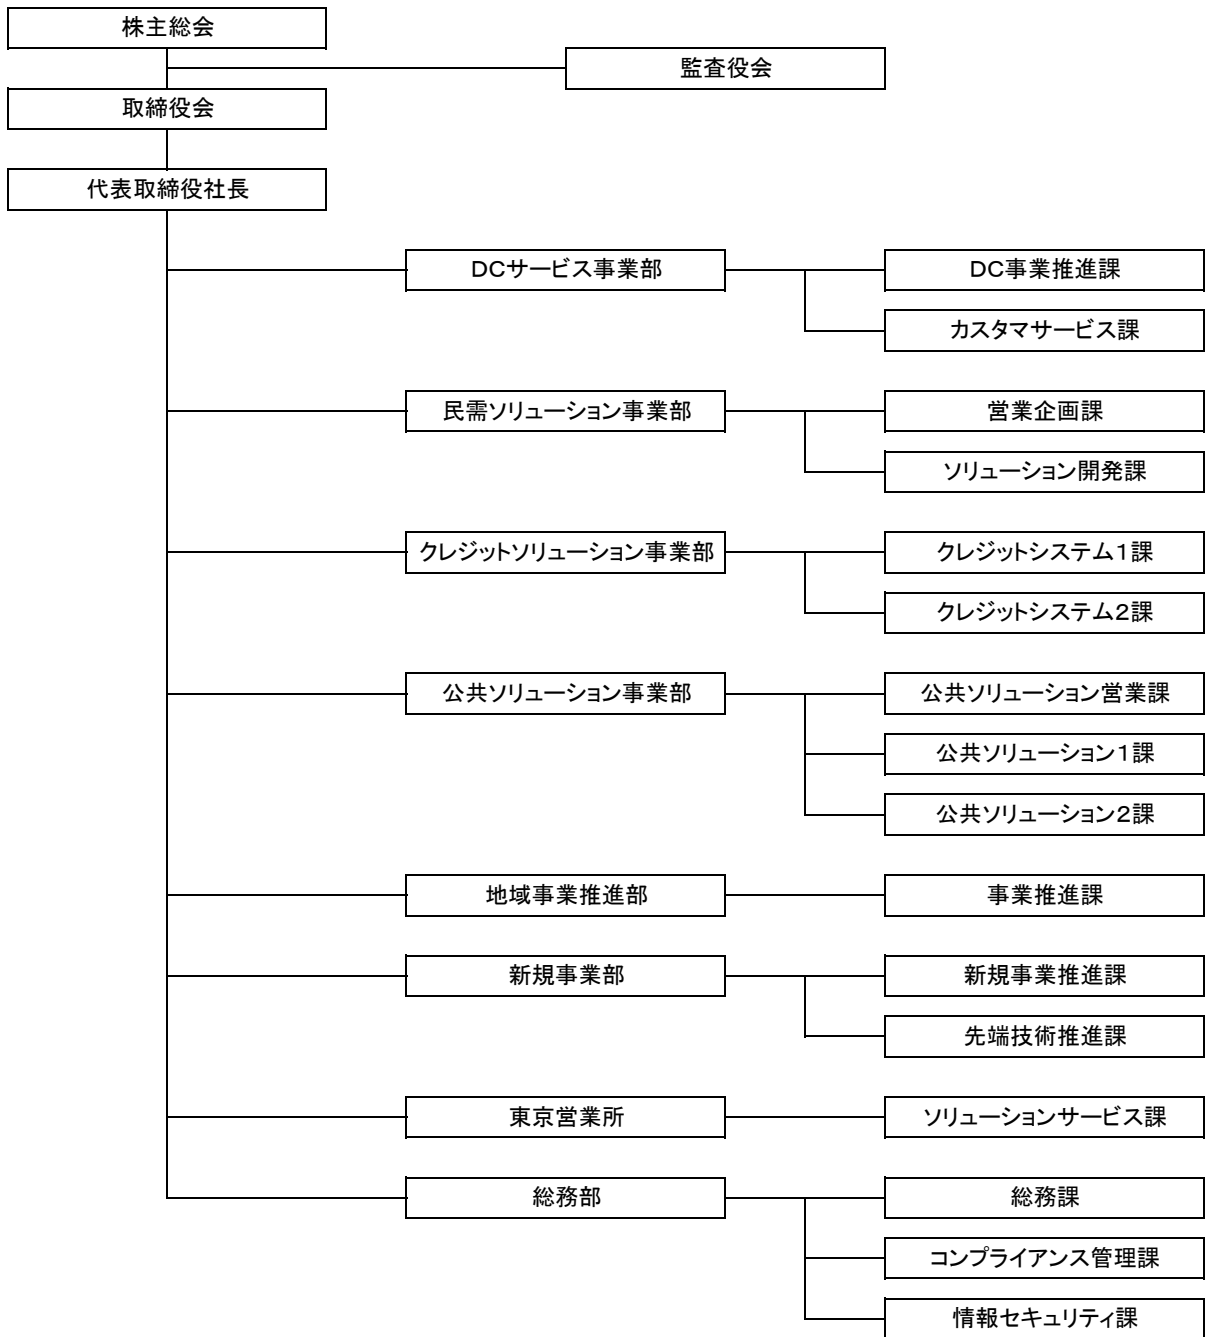 株主総会
監査役会
取締役会
代表取締役社長
DCサービス事業部
DC事業推進課
カスタマサービス課
民需ソリューション事業部
営業企画課
ソリューション開発課
クレジットソリューション事業部
クレジットシステム1課
クレジットシステム2課
公共ソリューション事業部
公共ソリューション営業課
公共ソリューション1課
公共ソリューション2課
地域事業推進部
事業推進課
新規事業部
新規事業推進課
先端技術推進課
東京営業所
ソリューションサービス課
総務部
総務課
コンプライアンス管理課
情報セキュリティ課